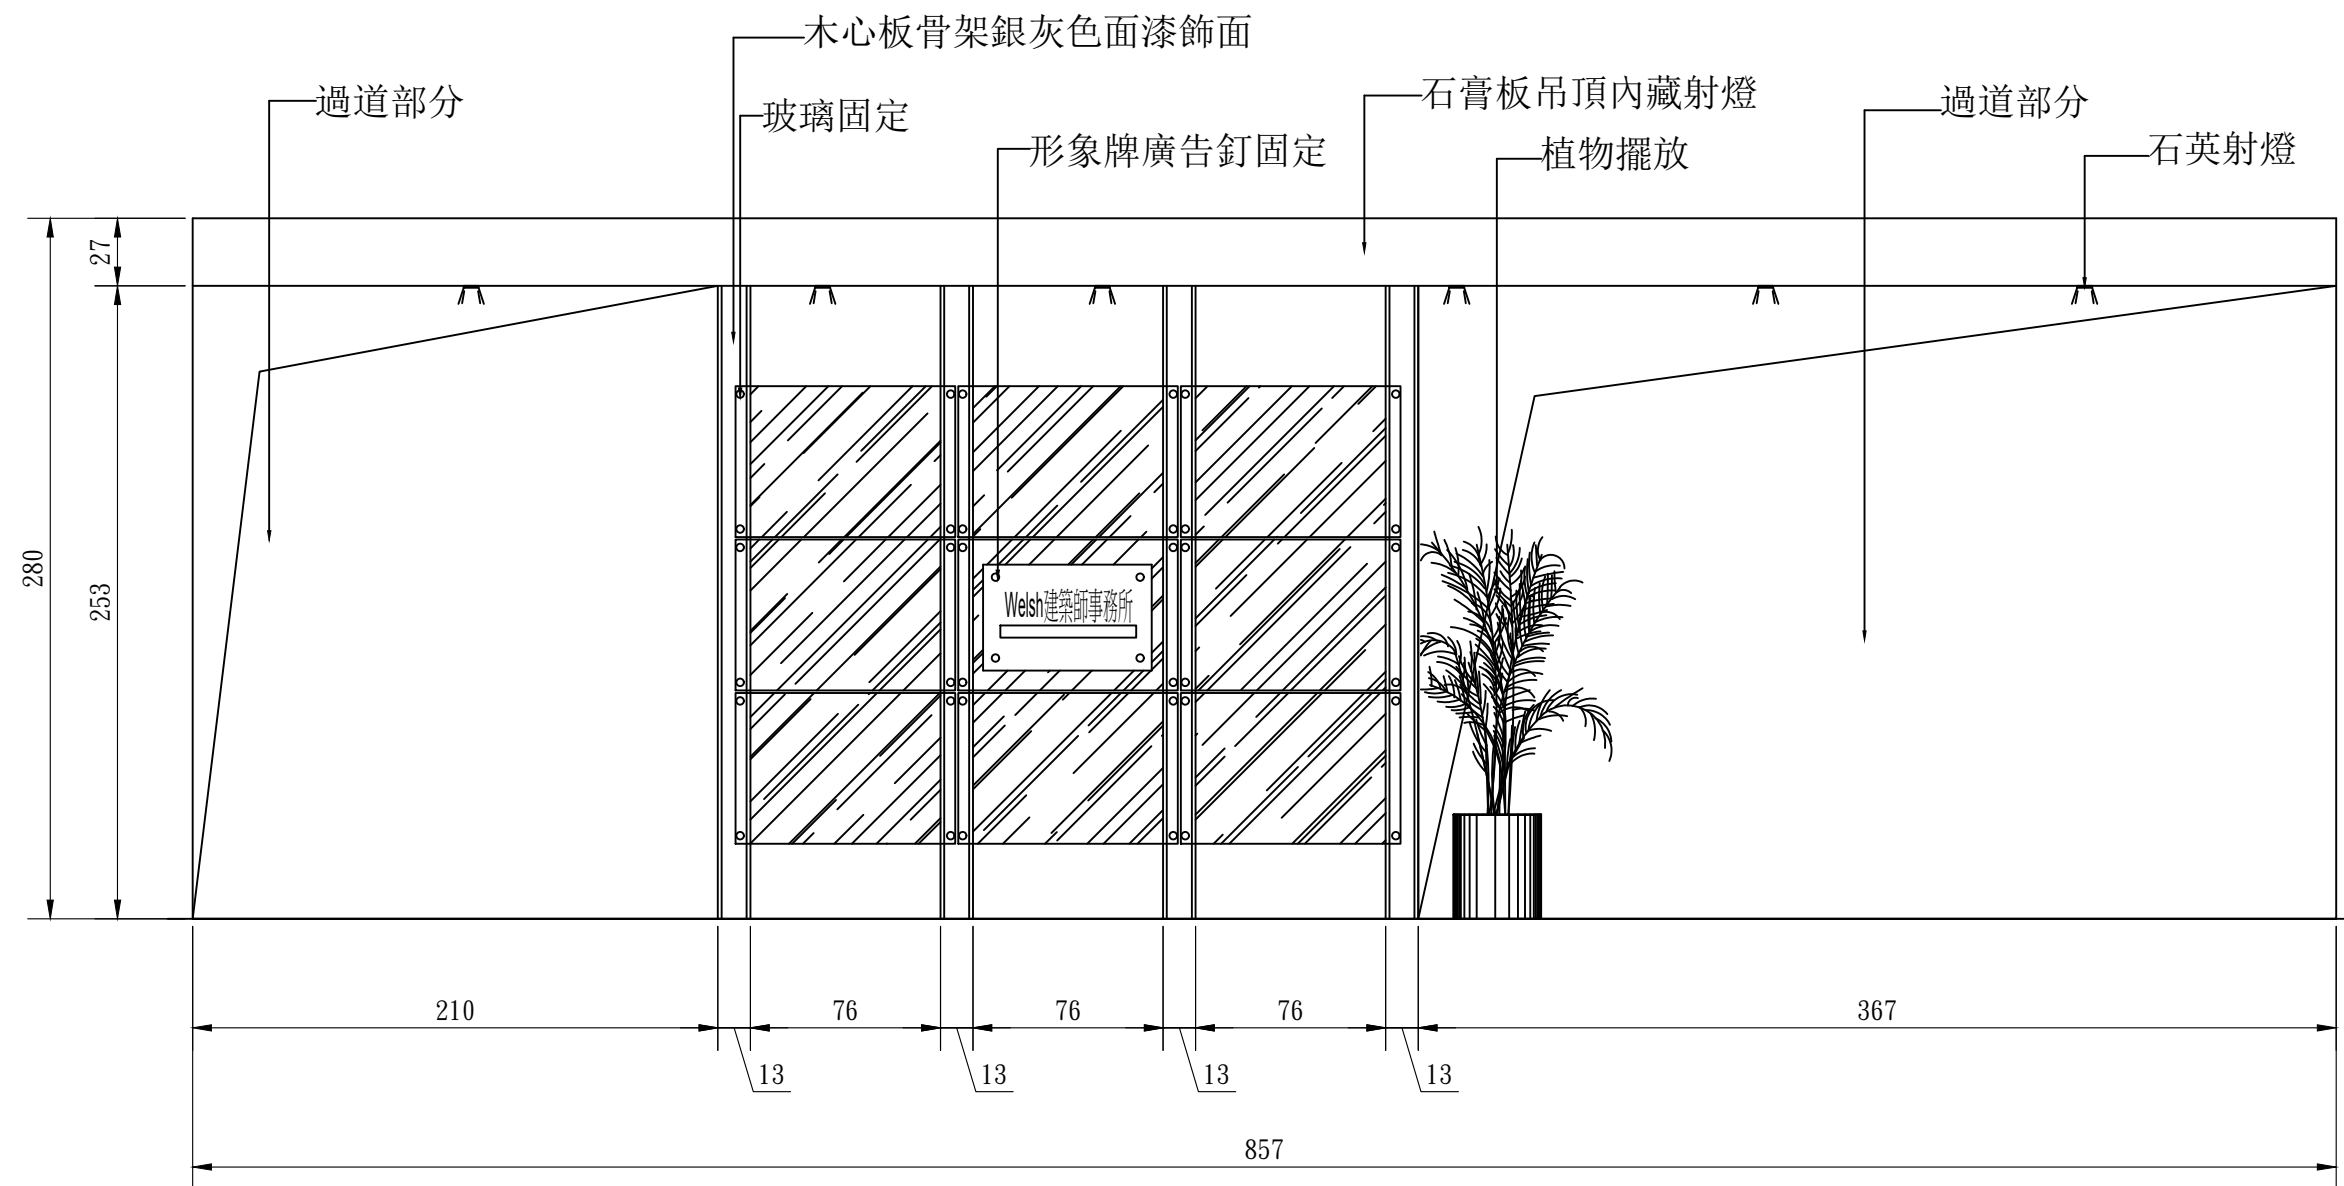 木心板骨架銀灰色面漆飾面
石膏板吊頂內藏射燈
過道部分
過道部分
玻璃固定
形象牌廣告釘固定
植物擺放
石英射燈
27
280
253
Welsh建築師事務所
210
76
76
76
367
13
13
13
13
857